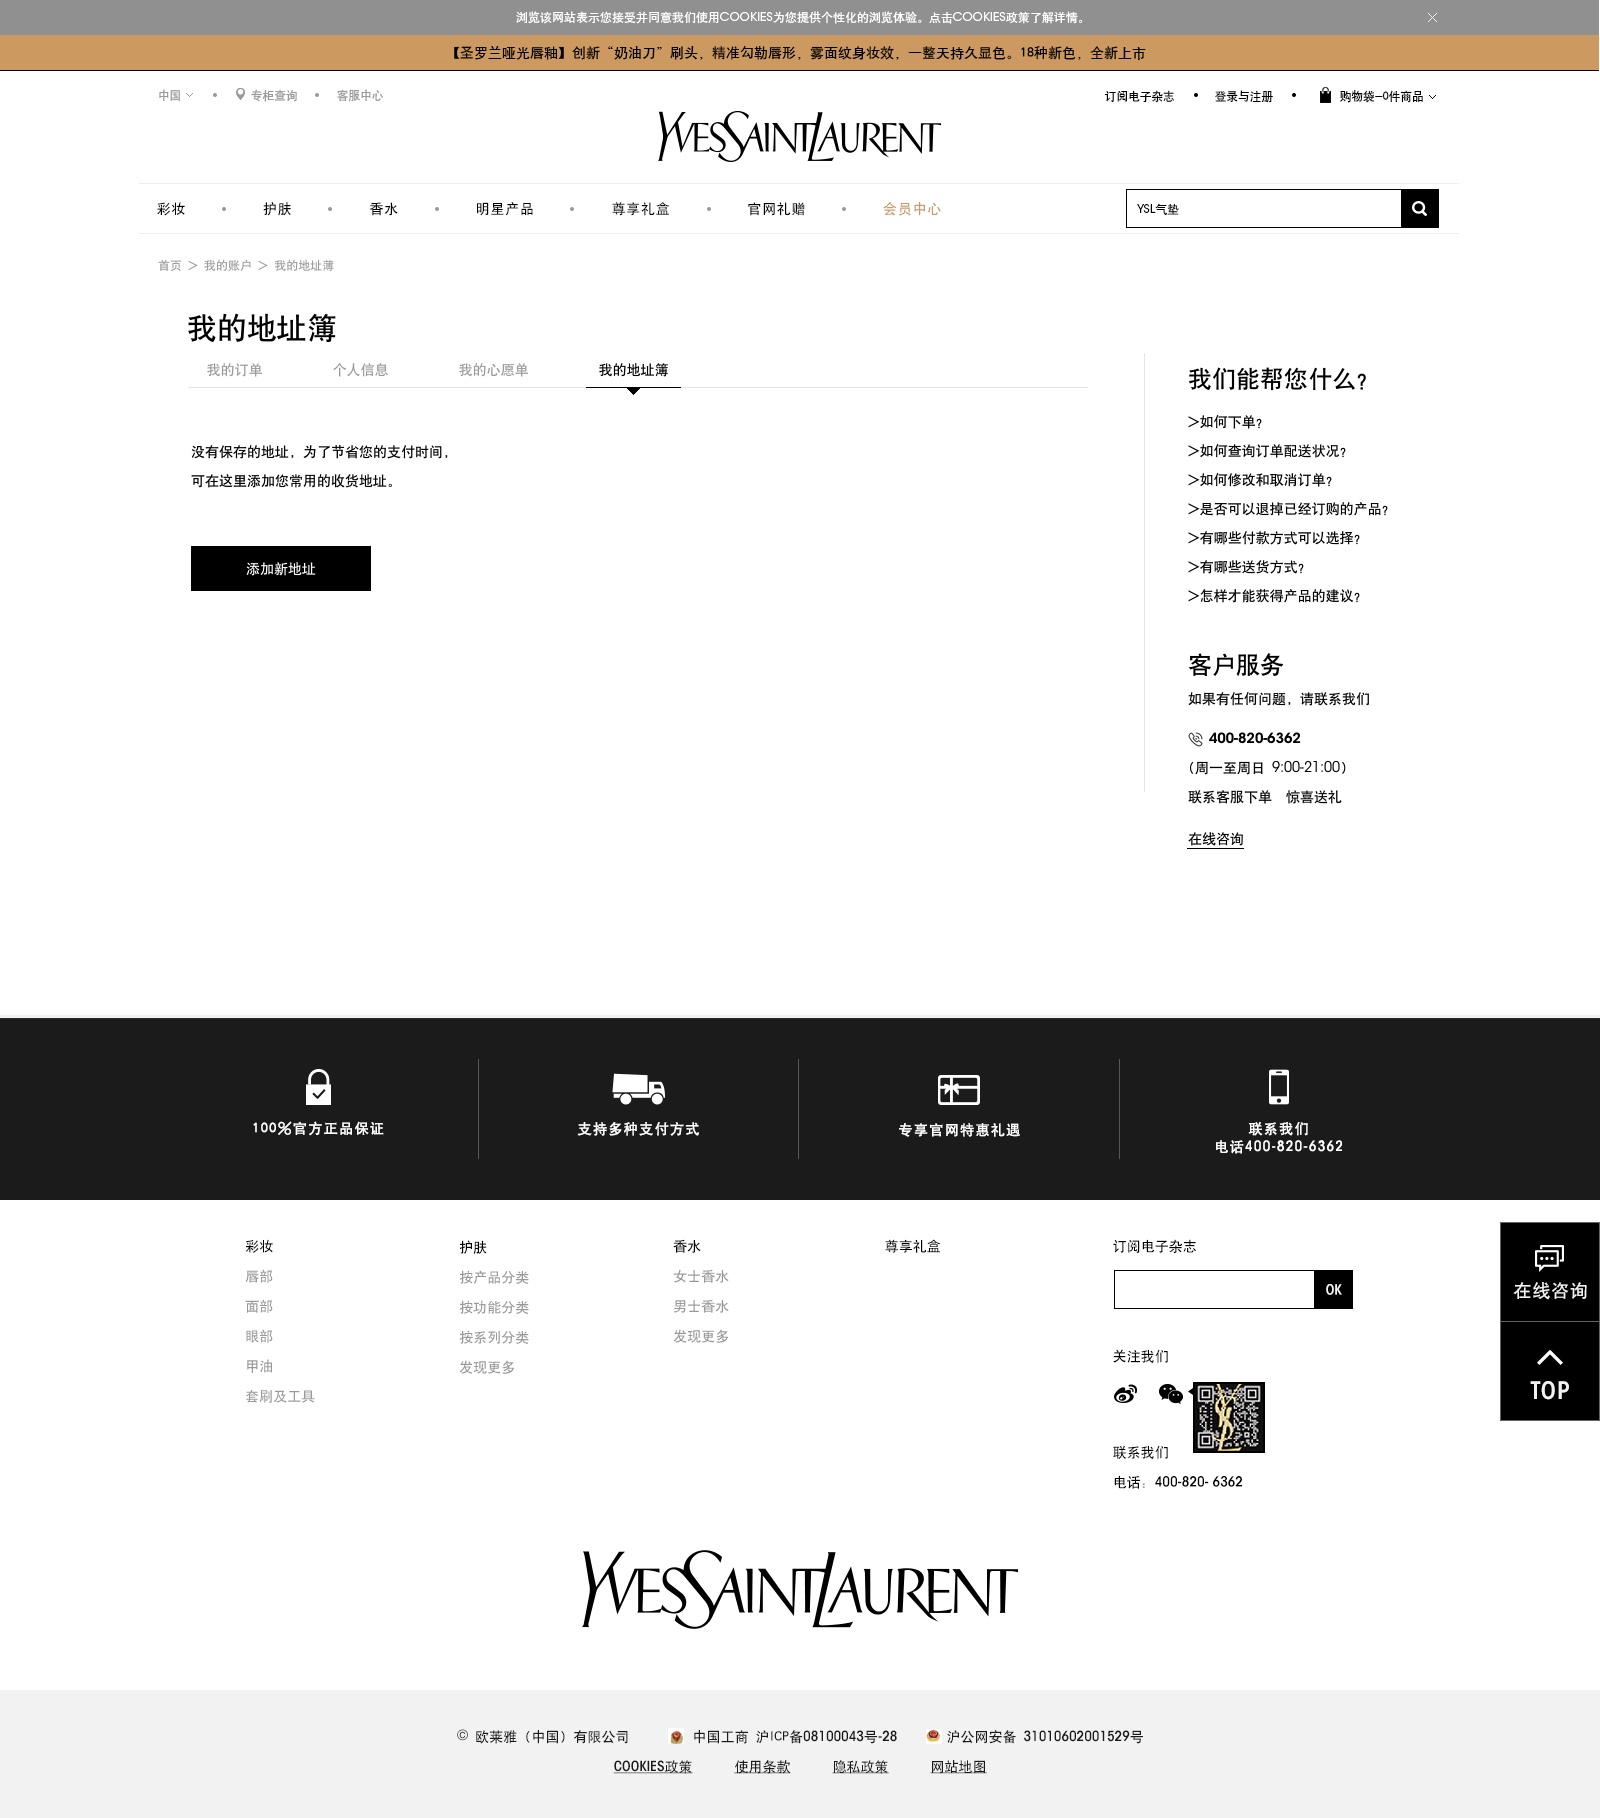 浏览该网站表示您接受并同意我们使用COOKIES为您提供个性化的浏览体验。点击COOKIES政策了解详情。
【圣罗兰哑光唇釉】创新“奶油刀”刷头，精准勾勒唇形，雾面纹身妆效，一整天持久显色。18种新色，全新上市
中国 专柜查询 客服中心 订阅电子杂志 登录与注册 购物袋—0件商品
YVESSAINTLAURENT
彩妆 护肤 香水 明星产品 尊享礼盒 官网礼赠 会员中心 YSL气垫
首页 > 我的账户 > 我的地址薄
我的地址簿
我的订单 个人信息 我的心愿单 我的地址簿
没有保存的地址，为了节省您的支付时间，
可在这里添加您常用的收货地址。
添加新地址
我们能帮您什么？
>如何下单？
>如何查询订单配送状况？
>如何修改和取消订单？
>是否可以退掉已经订购的产品？
>有哪些付款方式可以选择？
>有哪些送货方式？
>怎样才能获得产品的建议？
客户服务
如果有任何问题，请联系我们
400-820-6362
（周一至周日 9:00-21:00）
联系客服下单 惊喜送礼
在线咨询
100%官方正品保证 支持多种支付方式 专享官网特惠礼遇 联系我们
电话400-820-6362
彩妆 护肤 香水 尊享礼盒 订阅电子杂志
唇部 按产品分类 女士香水
面部 按功能分类 男士香水 OK
眼部 按系列分类 发现更多
甲油 发现更多 关注我们
套刷及工具
联系我们
电话：400-820- 6362
在线咨询
TOP
YVESSAINTLAURENT
© 欧莱雅（中国）有限公司 中国工商 沪ICP备08100043号-28 沪公网安备 31010602001529号
COOKIES政策 使用条款 隐私政策 网站地图